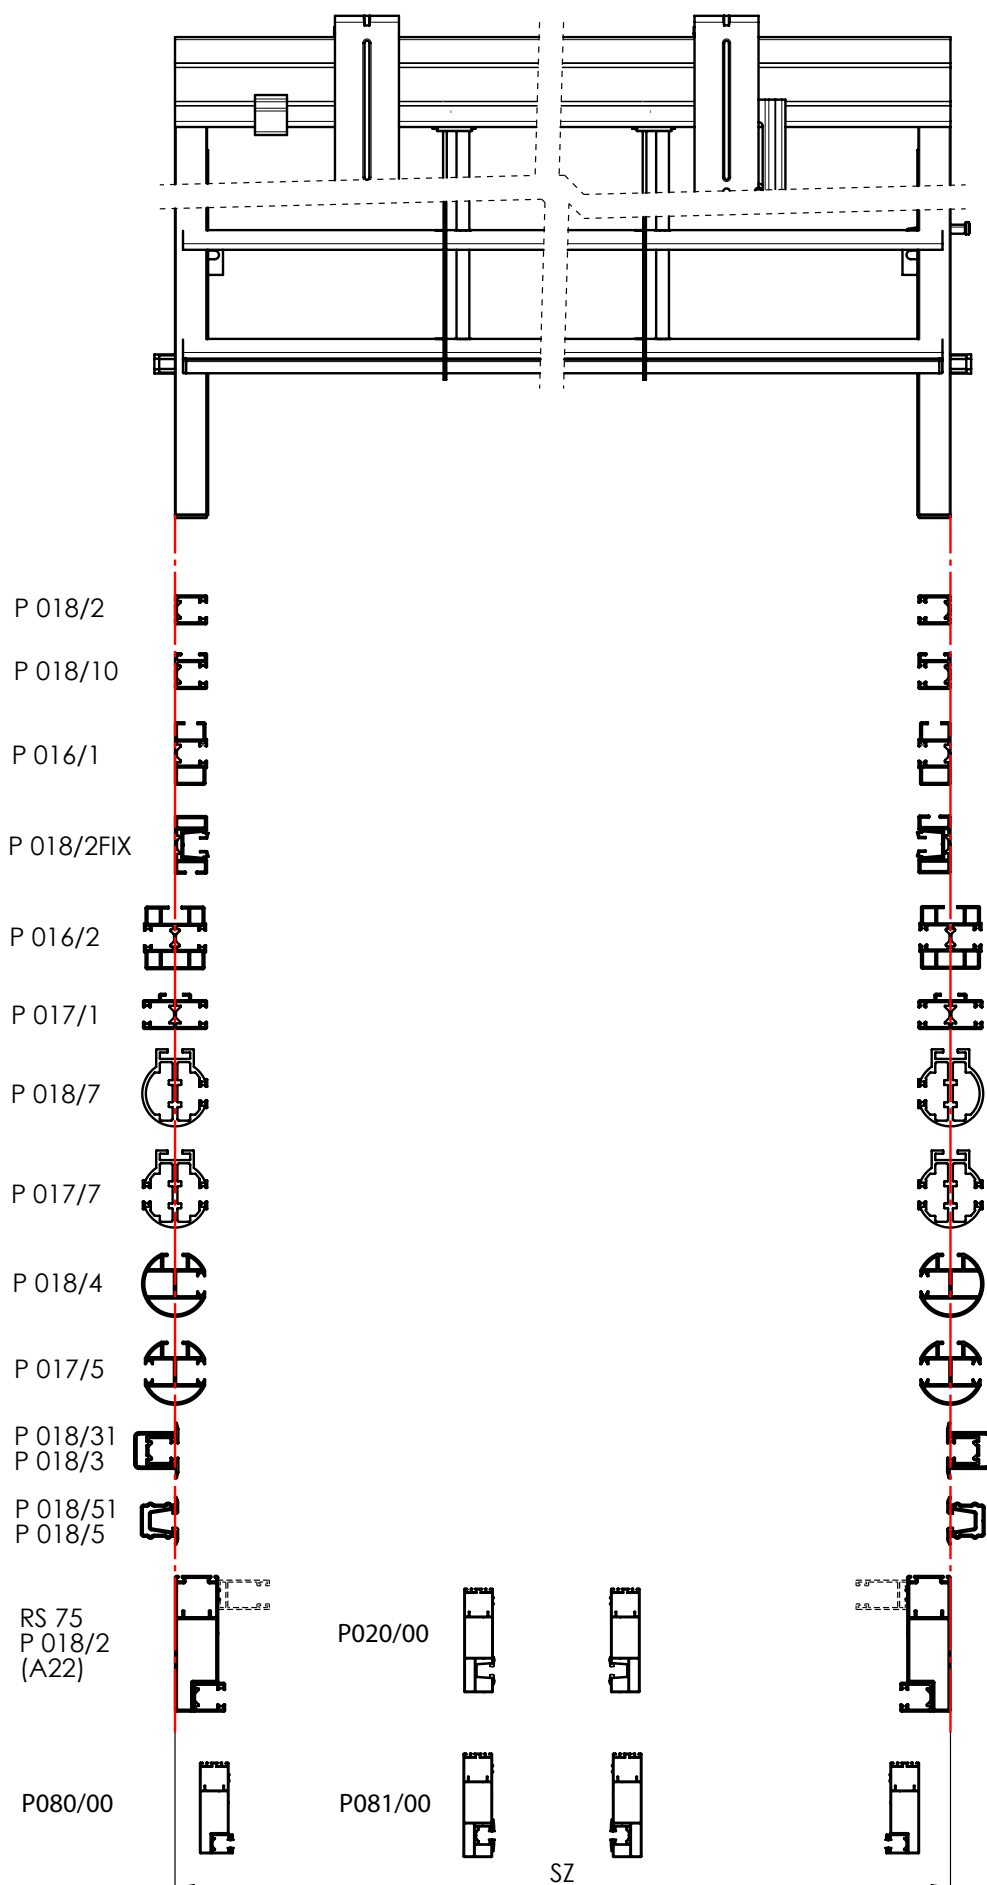 P 018/2
P 018/10
P 016/1
P 018/2FIX
P 016/2
P 017/1
P 018/7
P 017/7
P 018/4
P 017/5
P 018/31
P 018/3
P 018/51
P 018/5
RS 75
P 018/2
(A22)
P020/00
P080/00
P081/00
SZ